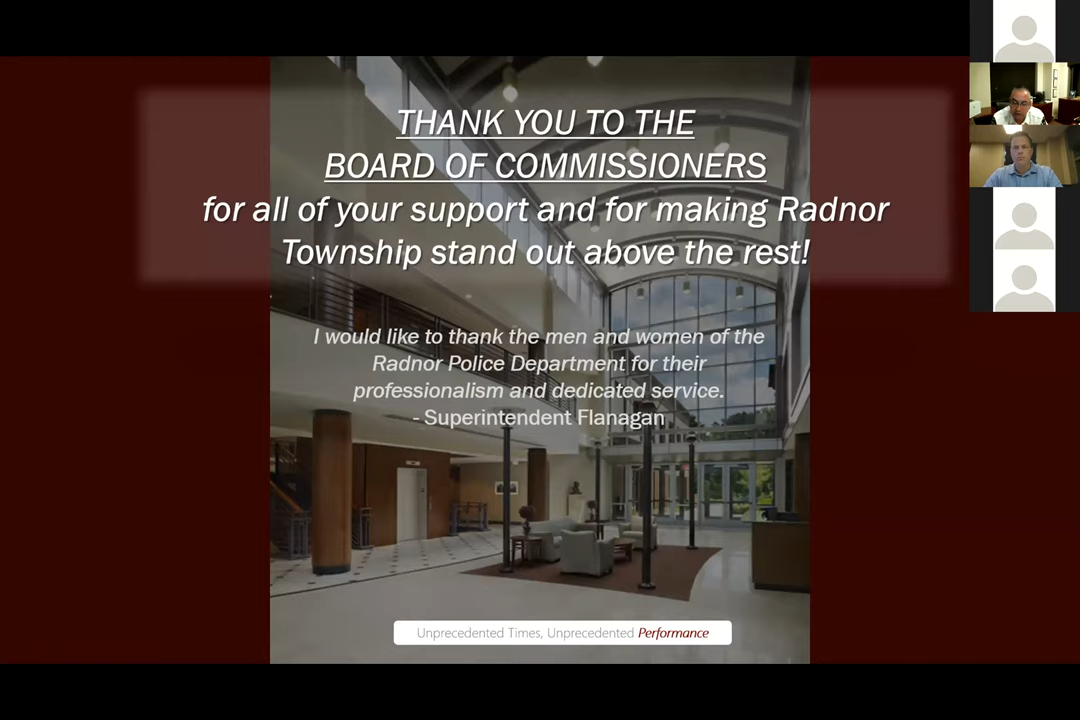 THANK YOU TO THE
BOARD OF COMMISSIONERS
for all of your support and for making Radnor
Township stand out above the rest!
I would like to thank the men and women of the
Radnor Police Department for their
professionalism and dedicated service.
- Superintendent Flanagan
Unprecedented Times, Unprecedented Performance